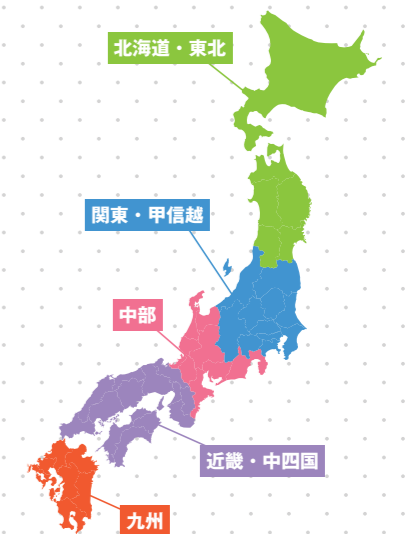 北海道・東北
関東・甲信越
中部
近畿・中四国
九州